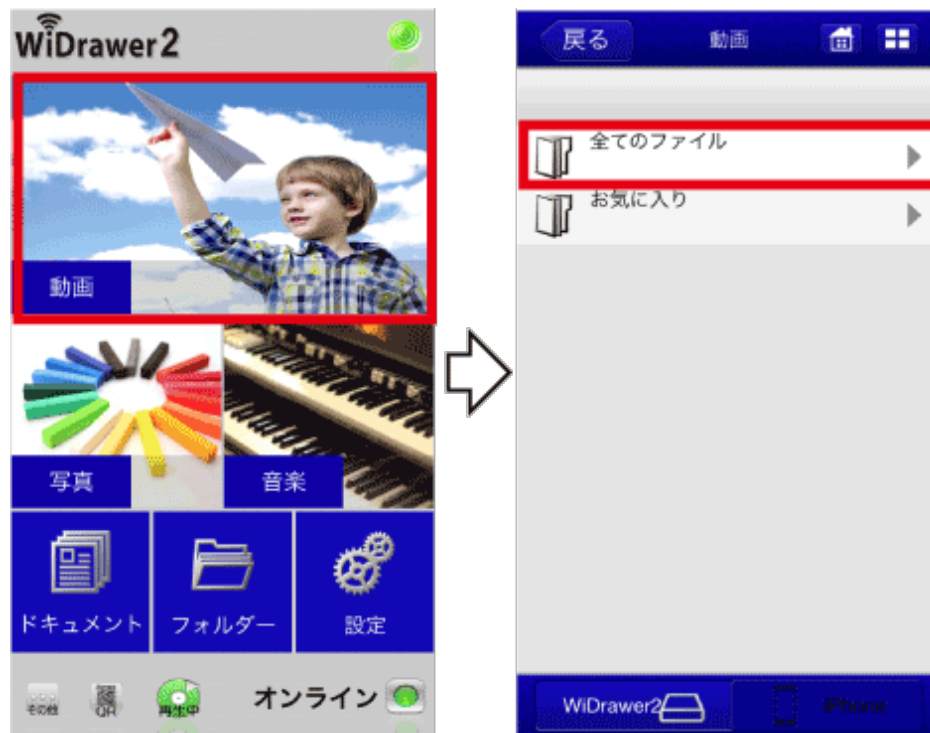 WiDrawer2
動画
写真
音楽
ドキュメント
フォルダー
設定
その他
QR
再生中
オンライン
戻る
動画
全てのファイル
お気に入り
WiDrawer2
iPhone